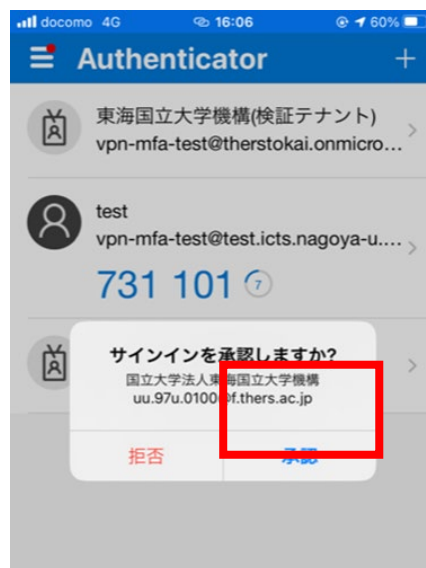 docomo 4G 16:06 60%
Authenticator
東海国立大学機構(検証テナント)
vpn-mfa-test@therstokai.onmicro...
test
vpn-mfa-test@test.icts.nagoya-u....
731 101 7
サインインを承認しますか?
国立大学法人東海国立大学機構
uu.97u.0100@f.thers.ac.jp
拒否 承認